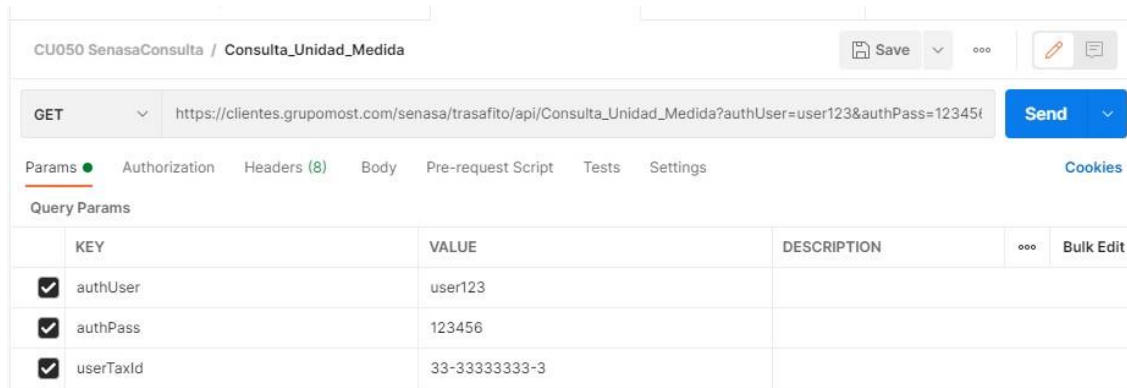 CU050 SenasaConsulta / Consulta_Unidad_Medida
Save
GET
https://clientes.grupomost.com/senasa/trasafito/api/Consulta_Unidad_Medida?authUser=user123&authPass=123456
Send
Params Authorization Headers (8) Body Pre-request Script Tests Settings Cookies
Query Params
KEY VALUE DESCRIPTION ooo Bulk Edit
authUser user123
authPass 123456
userTaxId 33-33333333-3